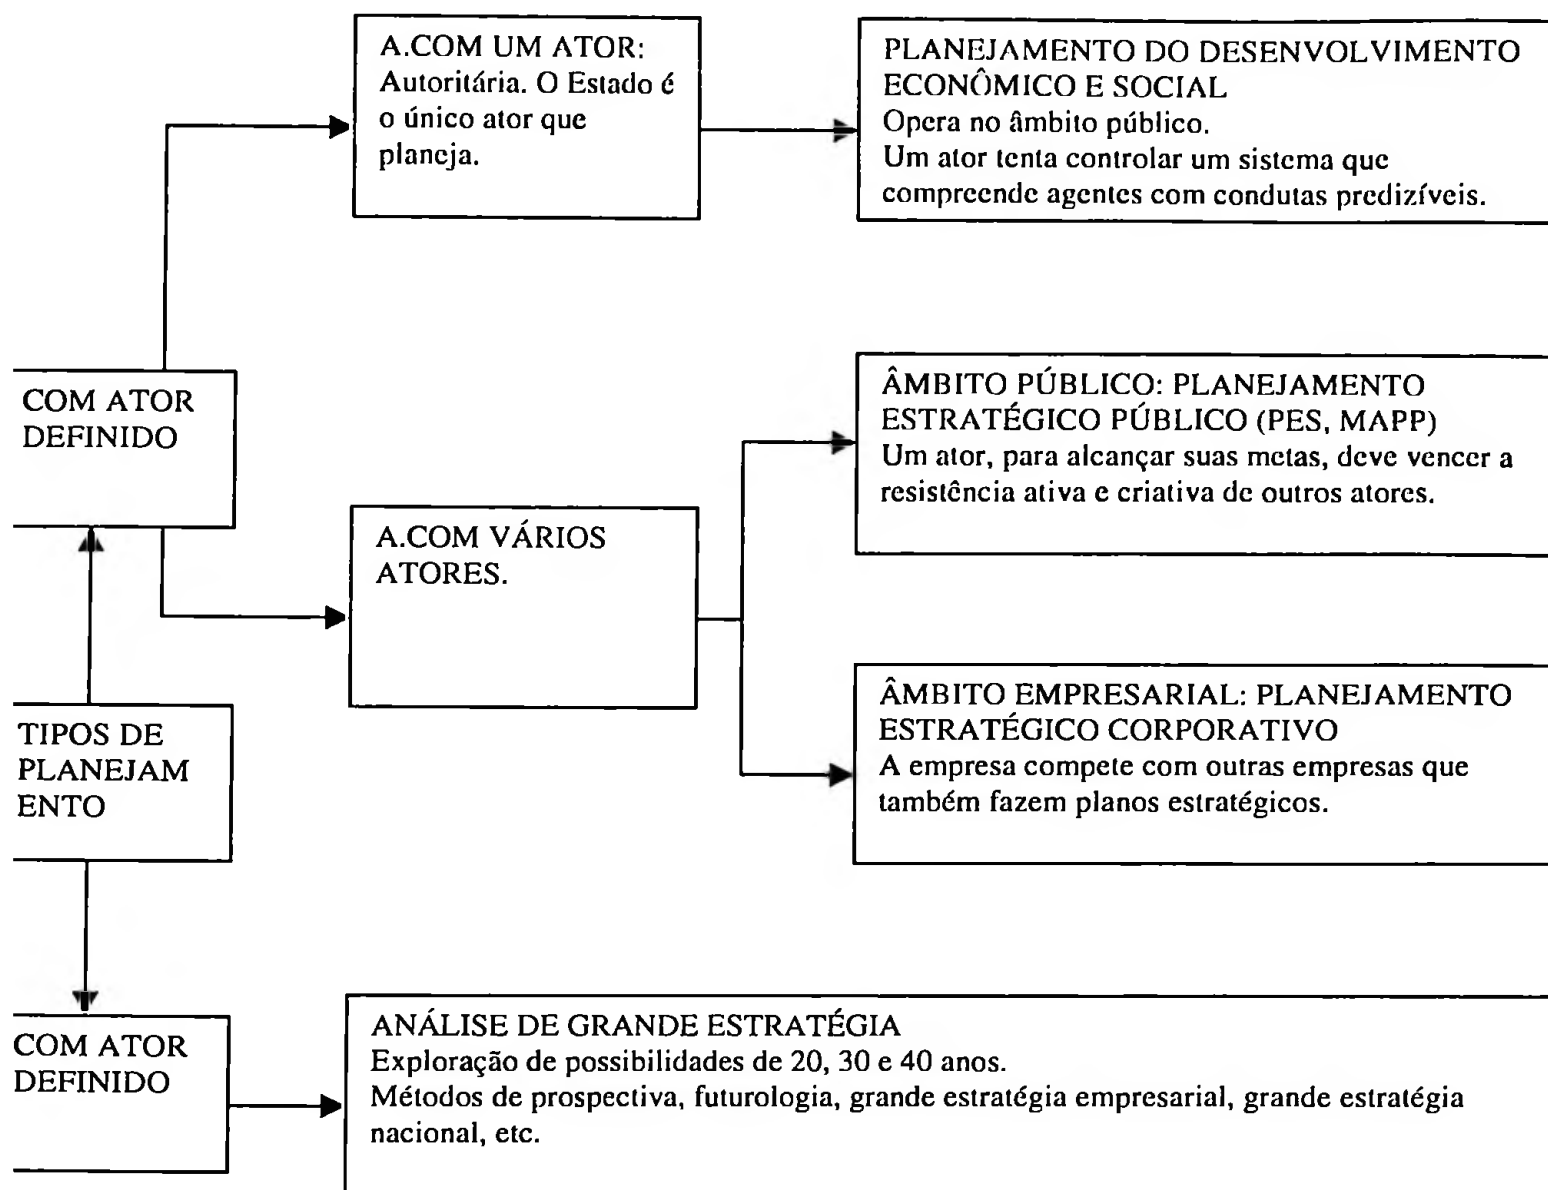 A.COM UM ATOR:
Autoritária. O Estado é
o único ator que
planeja.
PLANEJAMENTO DO DESENVOLVIMENTO
ECONÔMICO E SOCIAL
Opera no âmbito público.
Um ator tenta controlar um sistema que
compreende agentes com condutas predizíveis.
COM ATOR
DEFINIDO
A.COM VÁRIOS
ATORES.
ÂMBITO PÚBLICO: PLANEJAMENTO
ESTRATÉGICO PÚBLICO (PES, MAPP)
Um ator, para alcançar suas metas, deve vencer a
resistência ativa e criativa de outros atores.
ÂMBITO EMPRESARIAL: PLANEJAMENTO
ESTRATÉGICO CORPORATIVO
A empresa compete com outras empresas que
também fazem planos estratégicos.
TIPOS DE
PLANEJAM
ENTO
COM ATOR
DEFINIDO
ANÁLISE DE GRANDE ESTRATÉGIA
Exploração de possibilidades de 20, 30 e 40 anos.
Métodos de prospectiva, futurologia, grande estratégia empresarial, grande estratégia
nacional, etc.